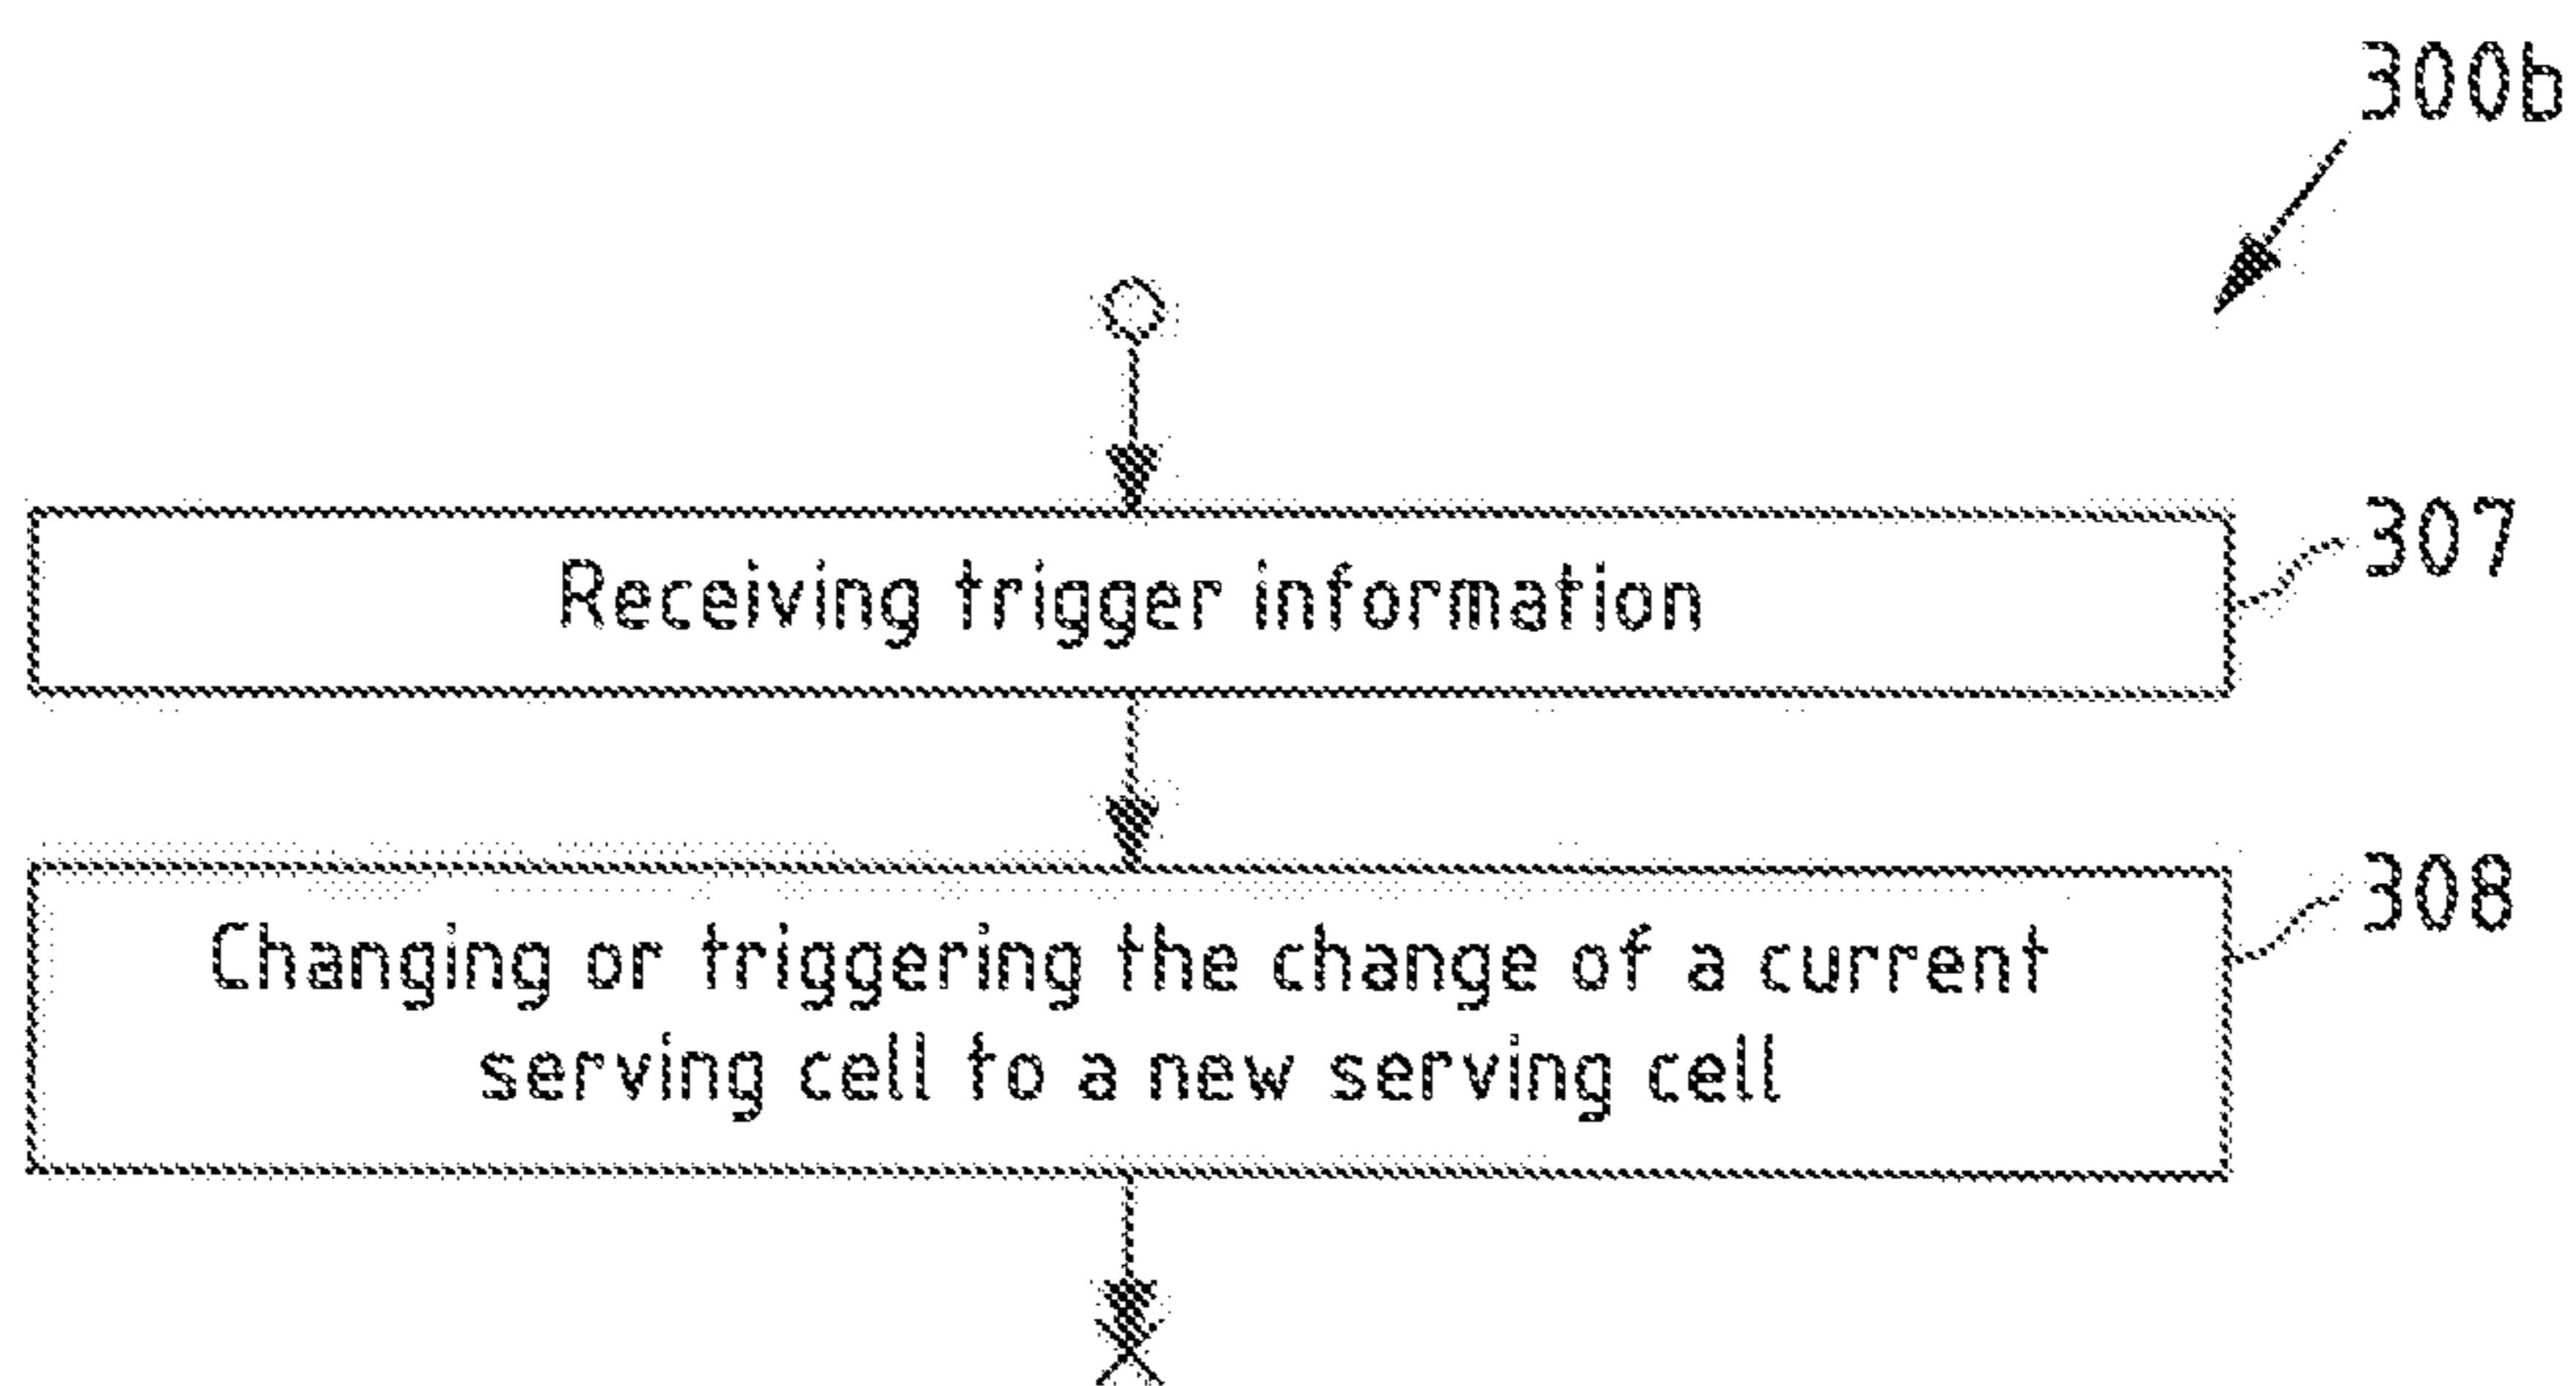 300b
Receiving trigger information
307
Changing or triggering the change of a current
serving cell to a new serving cell
308